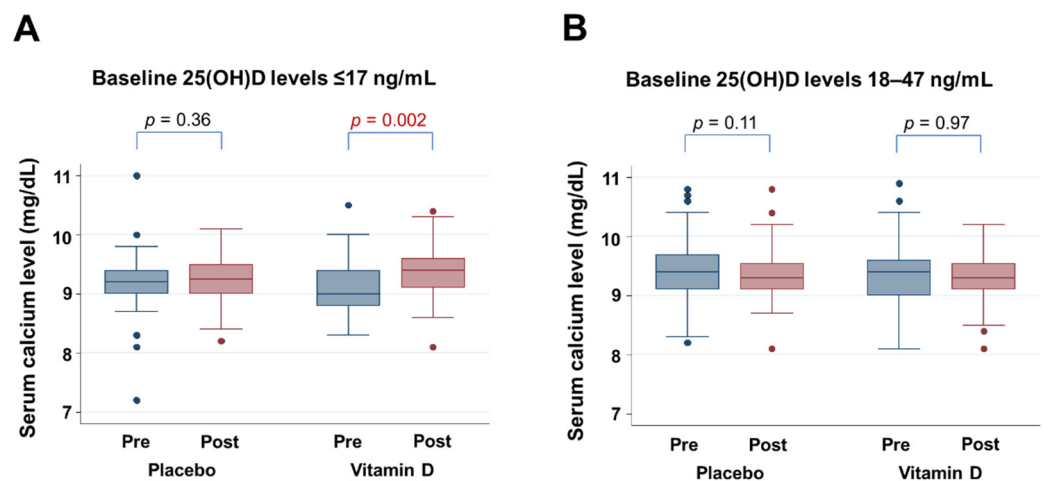 A
Baseline 25(OH)D levels ≤17 ng/mL
p = 0.36
p = 0.002
Serum calcium level (mg/dL)
11
10
9
8
7
Pre
Post
Pre
Post
Placebo
Vitamin D
B
Baseline 25(OH)D levels 18–47 ng/mL
p = 0.11
p = 0.97
Serum calcium level (mg/dL)
11
10
9
8
7
Pre
Post
Pre
Post
Placebo
Vitamin D